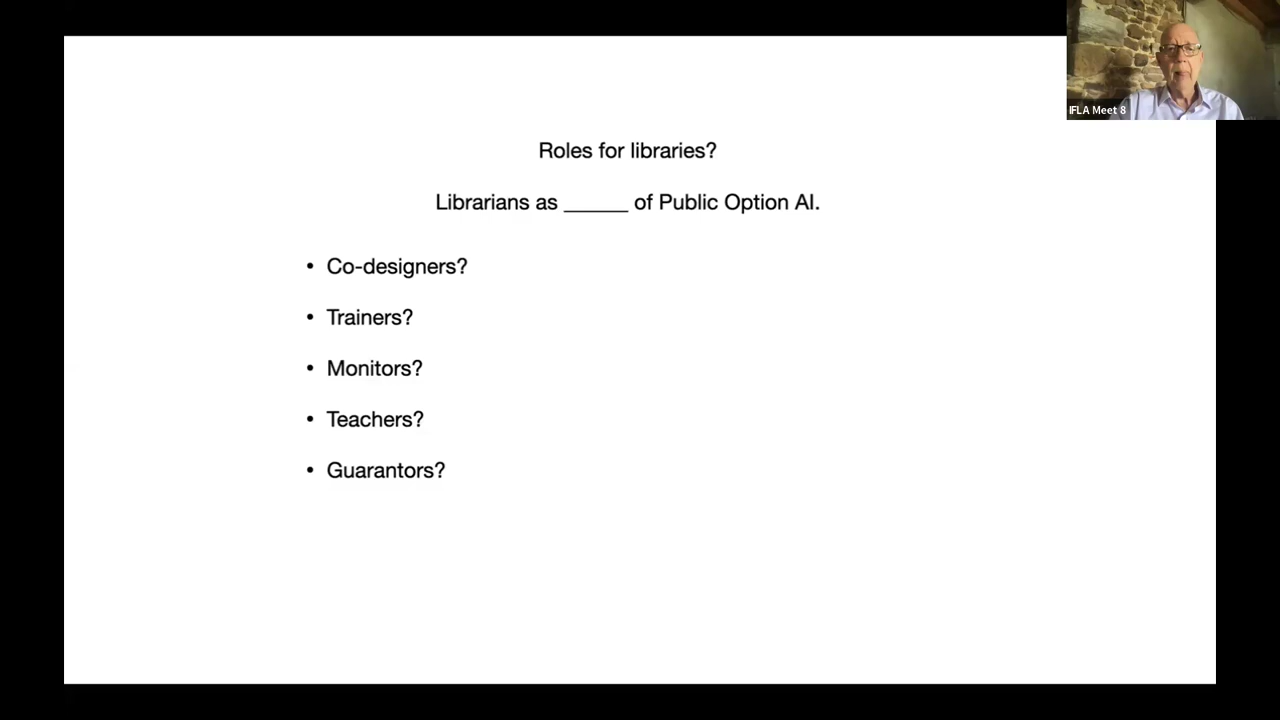 Roles for libraries?
Librarians as ______ of Public Option AI.
• Co-designers?
• Trainers?
• Monitors?
• Teachers?
• Guarantors?
IFLA Meet 8